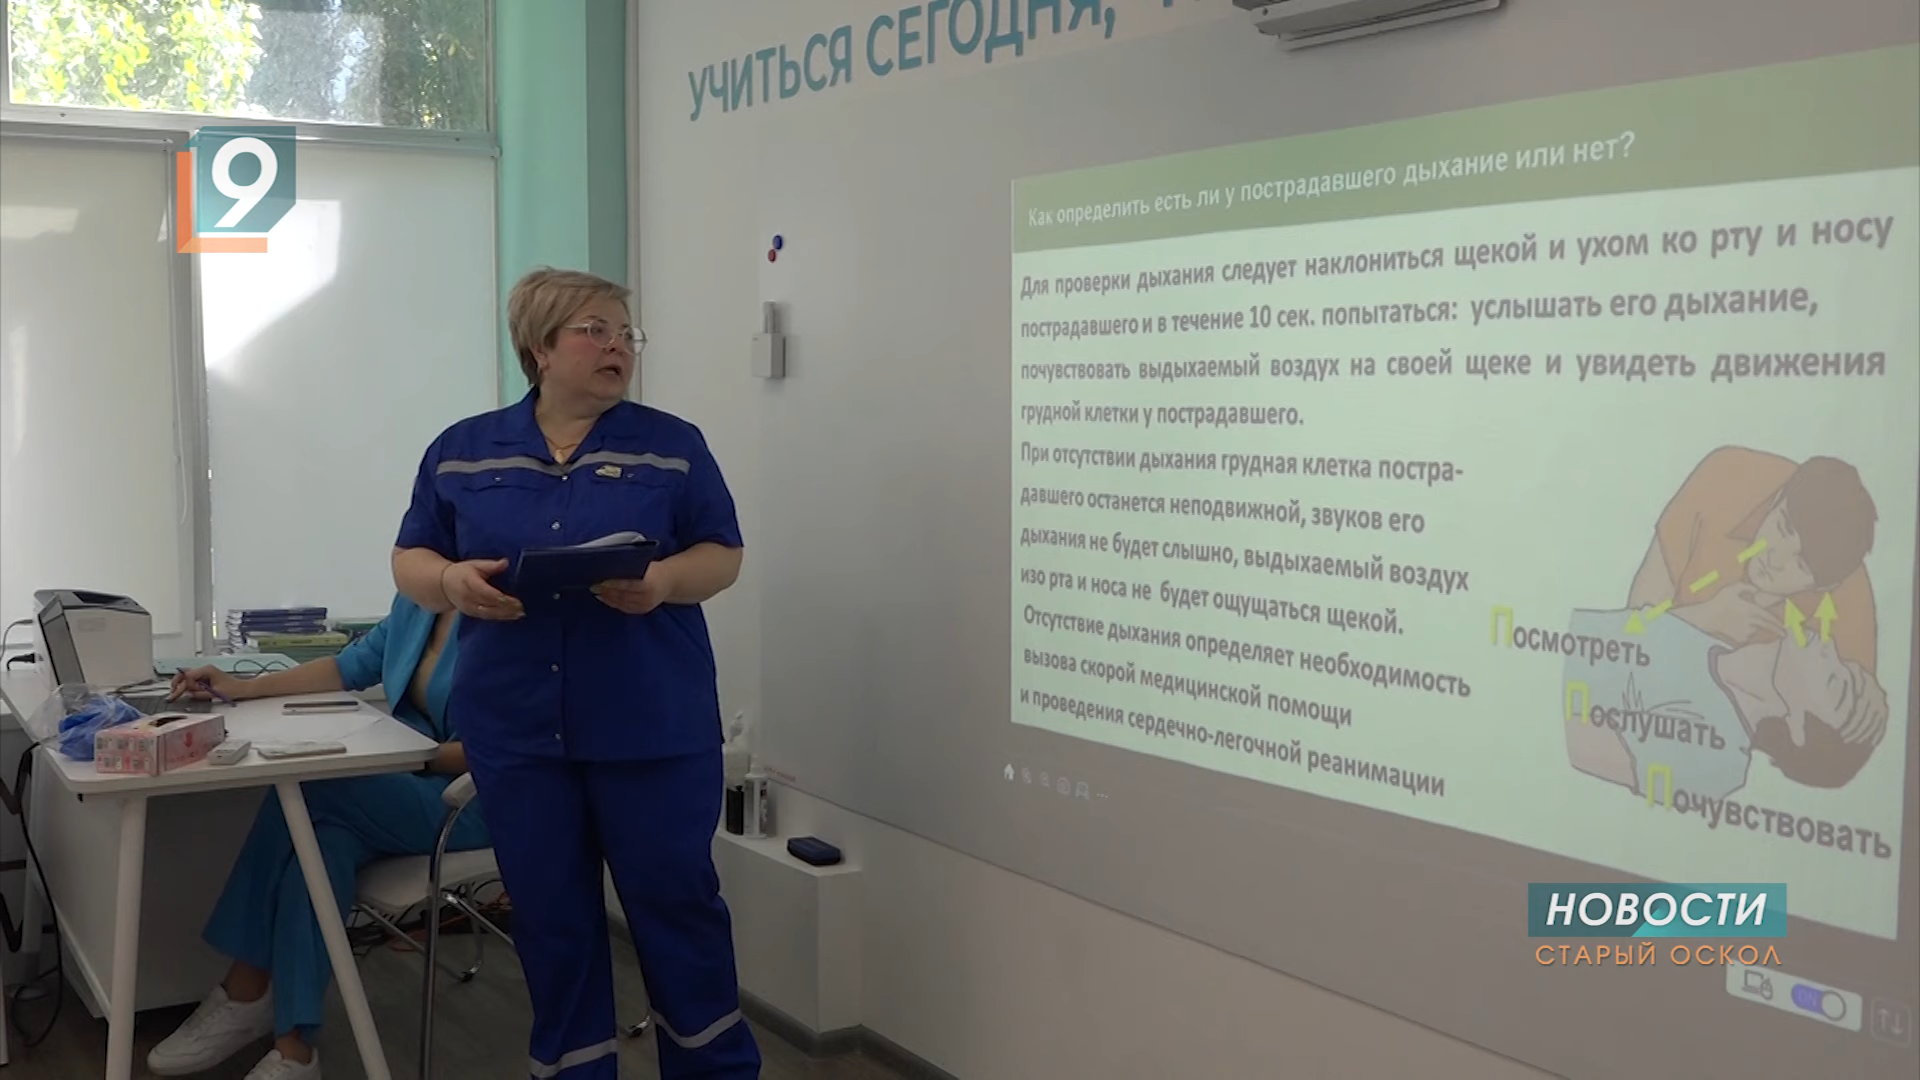 УЧИТЬСЯ СЕГОДНЯ,
9
Как определить есть ли у пострадавшего дыхание или нет?
Для проверки дыхания следует наклониться щекой и ухом ко рту и носу
пострадавшего и в течение 10 сек. попытаться: услышать его дыхание,
почувствовать выдыхаемый воздух на своей щеке и увидеть движения
грудной клетки у пострадавшего.
При отсутствии дыхания грудная клетка постра-
давшего останется неподвижной, звуков его
дыхания не будет слышно, выдыхаемый воздух
изо рта и носа не будет ощущаться щекой.
Отсутствие дыхания определяет необходимость
вызова скорой медицинской помощи
и проведения сердечно-легочной реанимации
Посмотреть
Послушать
Почувствовать
НОВОСТИ
СТАРЫЙ ОСКОЛ
ON